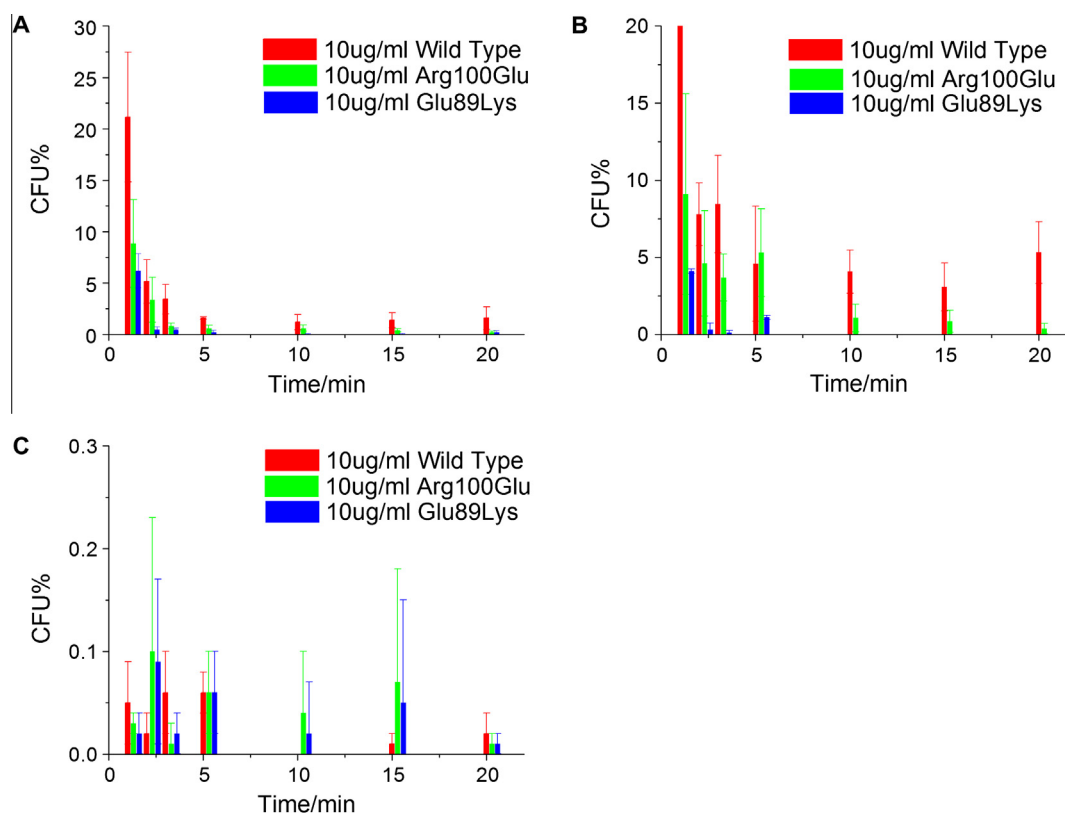 A
30
25
20
15
10
5
0
CFU%
10ug/ml Wild Type
10ug/ml Arg100Glu
10ug/ml Glu89Lys
0 5 10 15 20
Time/min
B
20
15
10
5
0
CFU%
10ug/ml Wild Type
10ug/ml Arg100Glu
10ug/ml Glu89Lys
0 5 10 15 20
Time/min
C
0.3
0.2
0.1
0.0
CFU%
10ug/ml Wild Type
10ug/ml Arg100Glu
10ug/ml Glu89Lys
0 5 10 15 20
Time/min